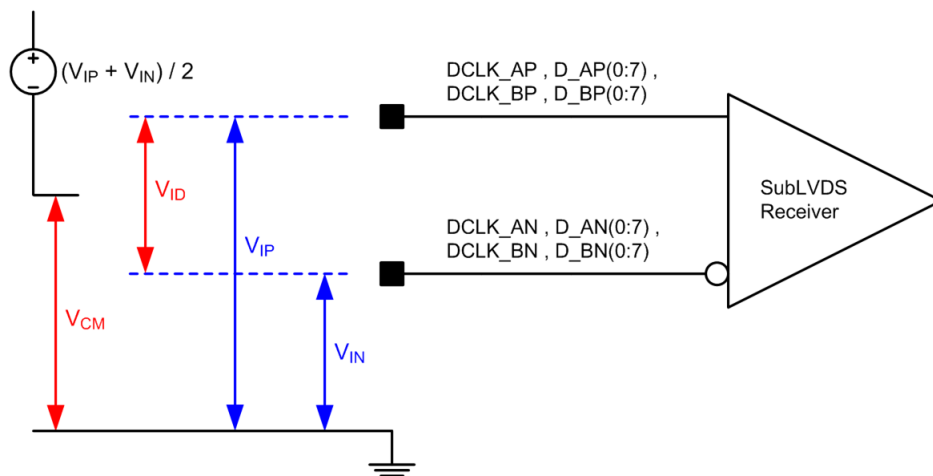 +
(VIP + VIN) / 2
−
DCLK_AP , D_AP(0:7) ,
DCLK_BP , D_BP(0:7)
VID
SubLVDS
Receiver
VIP
DCLK_AN , D_AN(0:7) ,
DCLK_BN , D_BN(0:7)
VCM
VIN